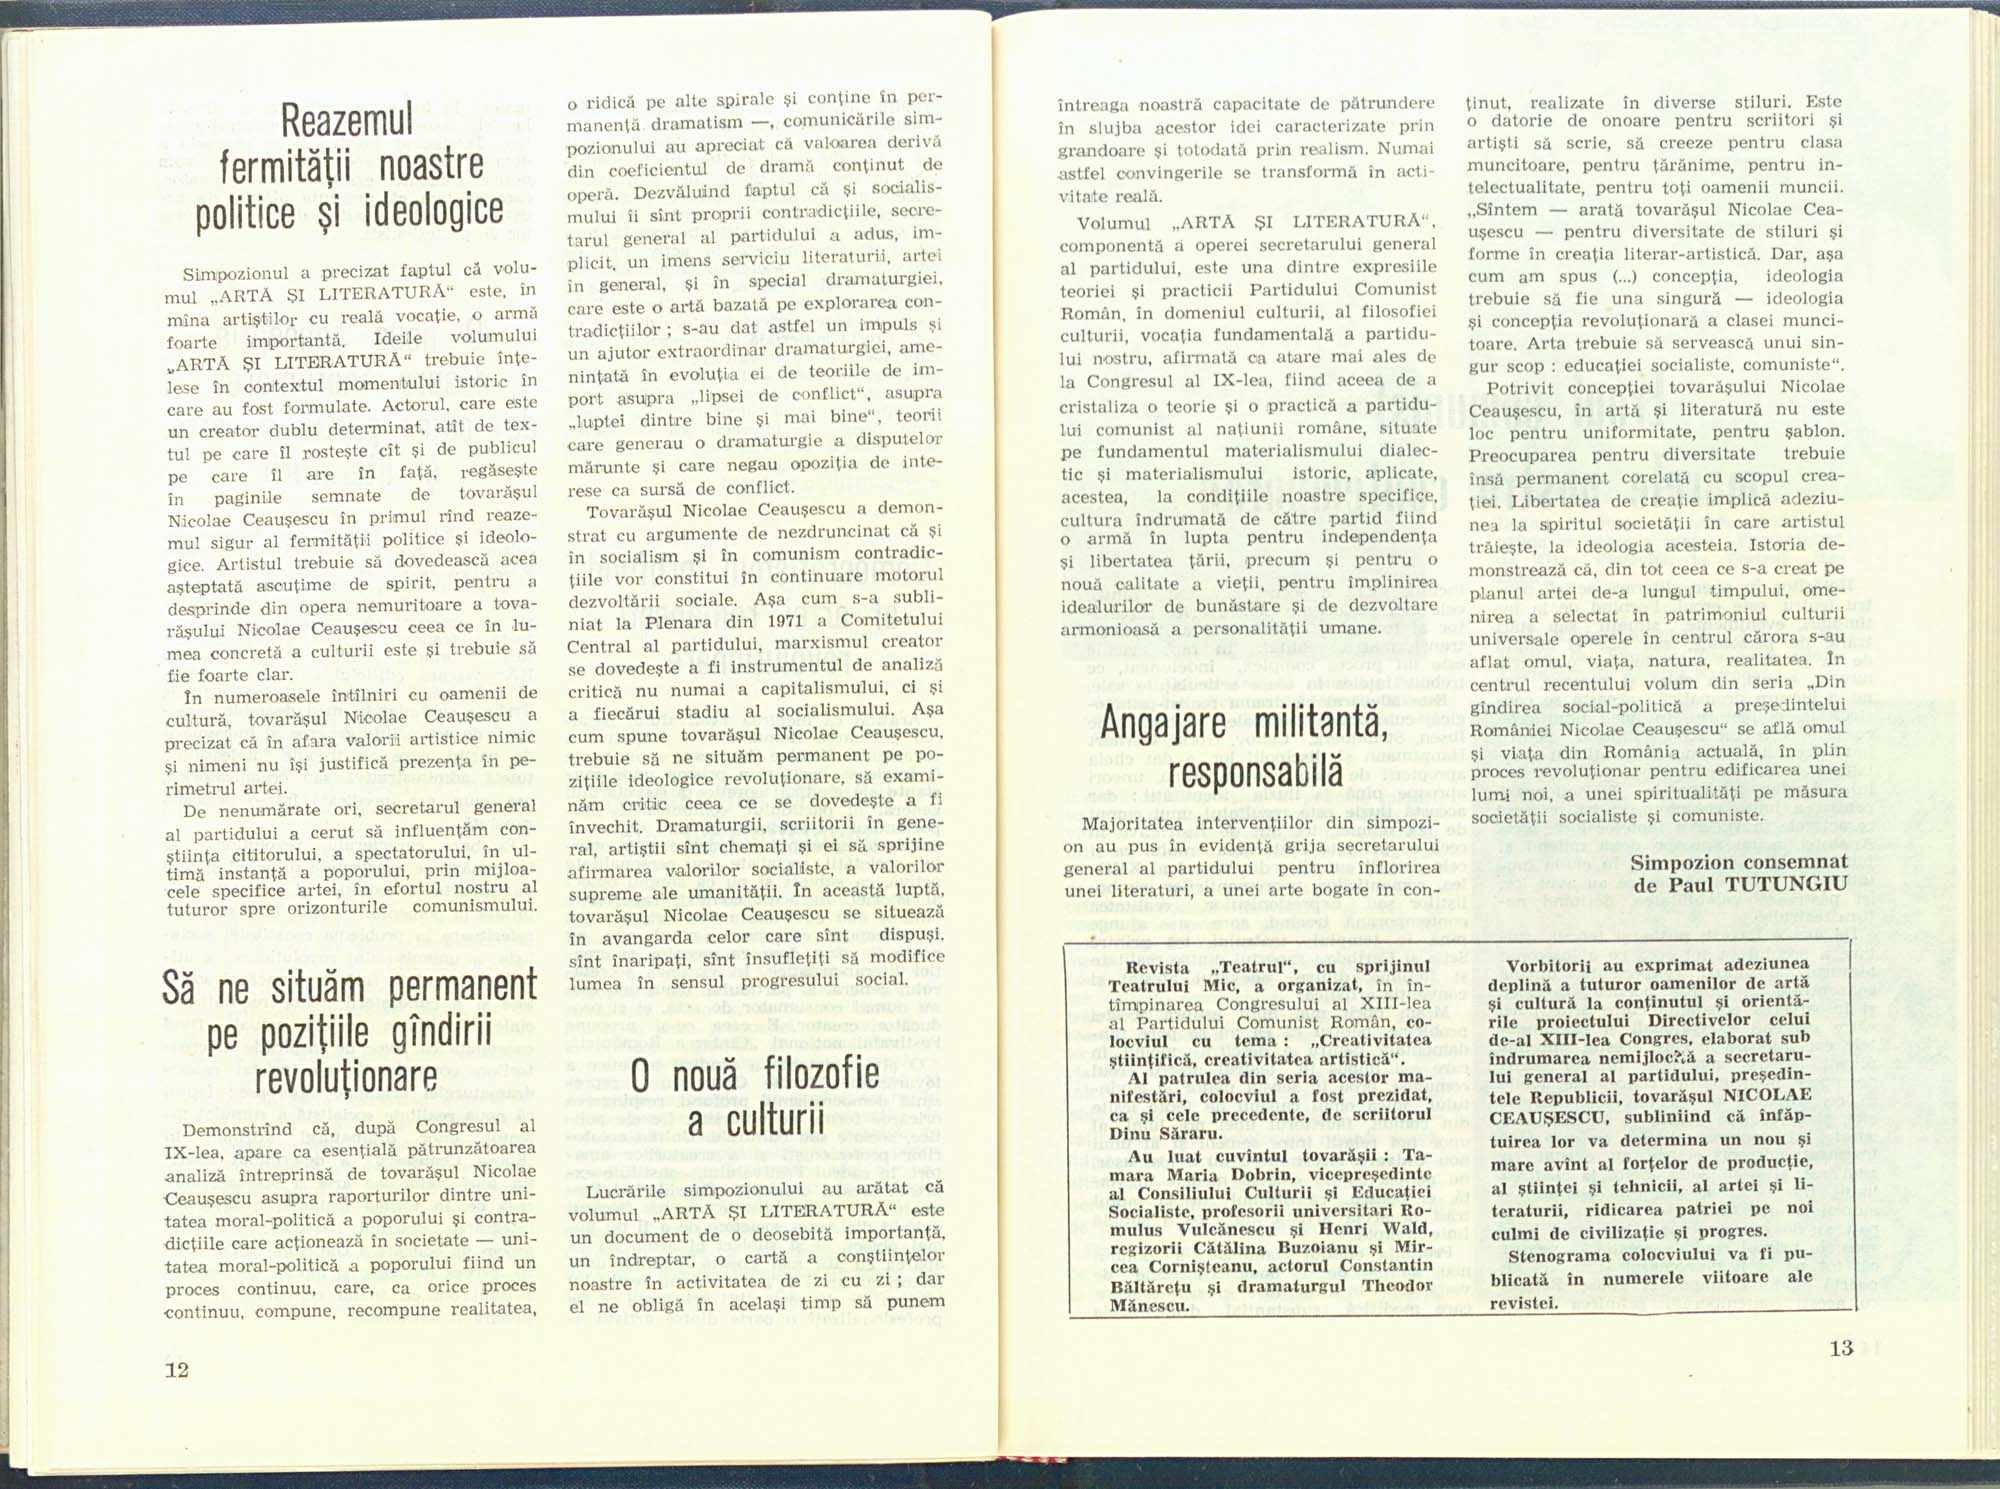 Reazemul
fermității noastre
politice și ideologice
Simpozionul a precizat faptul că volu-
mul „ARTĂ ȘI LITERATURĂ“ este, în
mîna artiștilor cu reală vocație, o armă
foarte importantă. Ideile volumului
„ARTĂ ȘI LITERATURĂ“ trebuie înțe-
lese în contextul momentului istoric în
care au fost formulate. Actorul, care este
un creator dublu determinat, atît de tex-
tul pe care îl rostește cît și de publicul
pe care îl are în față, regăsește
în paginile semnate de tovarășul
Nicolae Ceaușescu în primul rînd reaze-
mul sigur al fermității politice și ideolo-
gice. Artistul trebuie să dovedească acea
așteptată ascuțime de spirit, pentru a
desprinde din opera nemuritoare a tova-
rășului Nicolae Ceaușescu ceea ce în lu-
mea concretă a culturii este și trebuie să
fie foarte clar.
În numeroasele întîlniri cu oamenii de
cultură, tovarășul Nicolae Ceaușescu a
precizat că în afara valorii artistice nimic
și nimeni nu își justifică prezența în pe-
rimetrul artei.
De nenumărate ori, secretarul general
al partidului a cerut să influențăm con-
știința cititorului, a spectatorului, în ul-
timă instanță a poporului, prin mijloa-
cele specifice artei, în efortul nostru al
tuturor spre orizonturile comunismului.
Să ne situăm permanent
pe pozițiile gîndirii
revoluționare
Demonstrînd că, după Congresul al
IX-lea, apare ca esențială pătrunzătoarea
analiză întreprinsă de tovarășul Nicolae
Ceaușescu asupra raporturilor dintre uni-
tatea moral-politică a poporului și contra-
dicțiile care acționează în societate — uni-
tatea moral-politică a poporului fiind un
proces continuu, care, ca orice proces
continuu, compune, recompune realitatea,
12
o ridică pe alte spirale și conține în per-
manență dramatism —, comunicările sim-
pozionului au apreciat că valoarea derivă
din coeficientul de dramă conținut de
operă. Dezvăluind faptul că și socialis-
mului îi sînt proprii contradicțiile, secre-
tarul general al partidului a adus, im-
plicit, un imens serviciu literaturii, artei
în general, și în special dramaturgiei,
care este o artă bazată pe explorarea con-
tradicțiilor ; s-au dat astfel un impuls și
un ajutor extraordinar dramaturgiei, ame-
nințată în evoluția ei de teoriile de im-
port asupra „lipsei de conflict“, asupra
„luptei dintre bine și mai bine“, teorii
care generau o dramaturgie a disputelor
mărunte și care negau opoziția de inte-
rese ca sursă de conflict.
Tovarășul Nicolae Ceaușescu a demon-
strat cu argumente de nezdruncinat că și
în socialism și în comunism contradic-
țiile vor constitui în continuare motorul
dezvoltării sociale. Așa cum s-a subli-
niat la Plenara din 1971 a Comitetului
Central al partidului, marxismul creator
se dovedește a fi instrumentul de analiză
critică nu numai a capitalismului, ci și
a fiecărui stadiu al socialismului. Așa
cum spune tovarășul Nicolae Ceaușescu,
trebuie să ne situăm permanent pe po-
zițiile ideologice revoluționare, să exami-
năm critic ceea ce se dovedește a fi
învechit. Dramaturgii, scriitorii în gene-
ral, artiștii sînt chemați și ei să sprijine
afirmarea valorilor socialiste, a valorilor
supreme ale umanității. În această luptă,
tovarășul Nicolae Ceaușescu se situează
în avangarda celor care sînt dispuși,
sînt înaripați, sînt însuflețiți să modifice
lumea în sensul progresului social.
O nouă filozofie
a culturii
Lucrările simpozionului au arătat că
volumul „ARTĂ ȘI LITERATURĂ“ este
un document de o deosebită importanță,
un îndreptar, o cartă a conștiințelor
noastre în activitatea de zi cu zi ; dar
el ne obligă în același timp să punem
întreaga noastră capacitate de pătrundere
în slujba acestor idei caracterizate prin
grandoare și totodată prin realism. Numai
astfel convingerile se transformă în acti-
vitate reală.
Volumul „ARTĂ ȘI LITERATURĂ“,
componentă a operei secretarului general
al partidului, este una dintre expresiile
teoriei și practicii Partidului Comunist
Român, în domeniul culturii, al filosofiei
culturii, vocația fundamentală a partidu-
lui nostru, afirmată ca atare mai ales de
la Congresul al IX-lea, fiind aceea de a
cristaliza o teorie și o practică a partidu-
lui comunist al națiunii române, situate
pe fundamentul materialismului dialec-
tic și materialismului istoric, aplicate,
acestea, la condițiile noastre specifice,
cultura îndrumată de către partid fiind
o armă în lupta pentru independența
și libertatea țării, precum și pentru o
nouă calitate a vieții, pentru împlinirea
idealurilor de bunăstare și de dezvoltare
armonioasă a personalității umane.
Angajare militantă,
responsabilă
Majoritatea intervențiilor din simpozi-
on au pus în evidență grija secretarului
general al partidului pentru înflorirea
unei literaturi, a unei arte bogate în con-
ținut, realizate în diverse stiluri. Este
o datorie de onoare pentru scriitori și
artiști să scrie, să creeze pentru clasa
muncitoare, pentru țărănime, pentru in-
telectualitate, pentru toți oamenii muncii.
„Sîntem — arată tovarășul Nicolae Cea-
ușescu — pentru diversitate de stiluri și
forme în creația literar-artistică. Dar, așa
cum am spus (...) concepția, ideologia
trebuie să fie una singură — ideologia
și concepția revoluționară a clasei munci-
toare. Arta trebuie să servească unui sin-
gur scop : educației socialiste, comuniste“.
Potrivit concepției tovarășului Nicolae
Ceaușescu, în artă și literatură nu este
loc pentru uniformitate, pentru șablon.
Preocuparea pentru diversitate trebuie
însă permanent corelată cu scopul crea-
ției. Libertatea de creație implică adeziu-
nea la spiritul societății în care artistul
trăiește, la ideologia acesteia. Istoria de-
monstrează că, din tot ceea ce s-a creat pe
planul artei de-a lungul timpului, ome-
nirea a selectat în patrimoniul culturii
universale operele în centrul cărora s-au
aflat omul, viața, natura, realitatea. În
centrul recentului volum din seria „Din
gîndirea social-politică a președintelui
României Nicolae Ceaușescu“ se află omul
și viața din România actuală, în plin
proces revoluționar pentru edificarea unei
lumi noi, a unei spiritualități pe măsura
societății socialiste și comuniste.
Simpozion consemnat
de Paul TUTUNGIU
Revista „Teatrul“, cu sprijinul
Teatrului Mic, a organizat, în în-
tîmpinarea Congresului al XIII-lea
al Partidului Comunist Român, co-
locviul cu tema : „Creativitatea
științifică, creativitatea artistică“.
Al patrulea din seria acestor ma-
nifestări, colocviul a fost prezidat,
ca și cele precedente, de scriitorul
Dinu Săraru.
Au luat cuvîntul tovarășii : Ta-
mara Maria Dobrin, vicepreședinte
al Consiliului Culturii și Educației
Socialiste, profesorii universitari Ro-
mulus Vulcănescu și Henri Wald,
regizorii Cătălina Buzoianu și Mir-
cea Cornișteanu, actorul Constantin
Băltărețu și dramaturgul Theodor
Mănescu.
Vorbitorii au exprimat adeziunea
deplină a tuturor oamenilor de artă
și cultură la conținutul și orientă-
rile proiectului Directivelor celui
de-al XIII-lea Congres, elaborat sub
îndrumarea nemijloc?ă a secretaru-
lui general al partidului, președin-
tele Republicii, tovarășul NICOLAE
CEAUȘESCU, subliniind că înfăp-
tuirea lor va determina un nou și
mare avînt al forțelor de producție,
al științei și tehnicii, al artei și li-
teraturii, ridicarea patriei pe noi
culmi de civilizație și progres.
Stenograma colocviului va fi pu-
blicată în numerele viitoare ale
revistei.
13